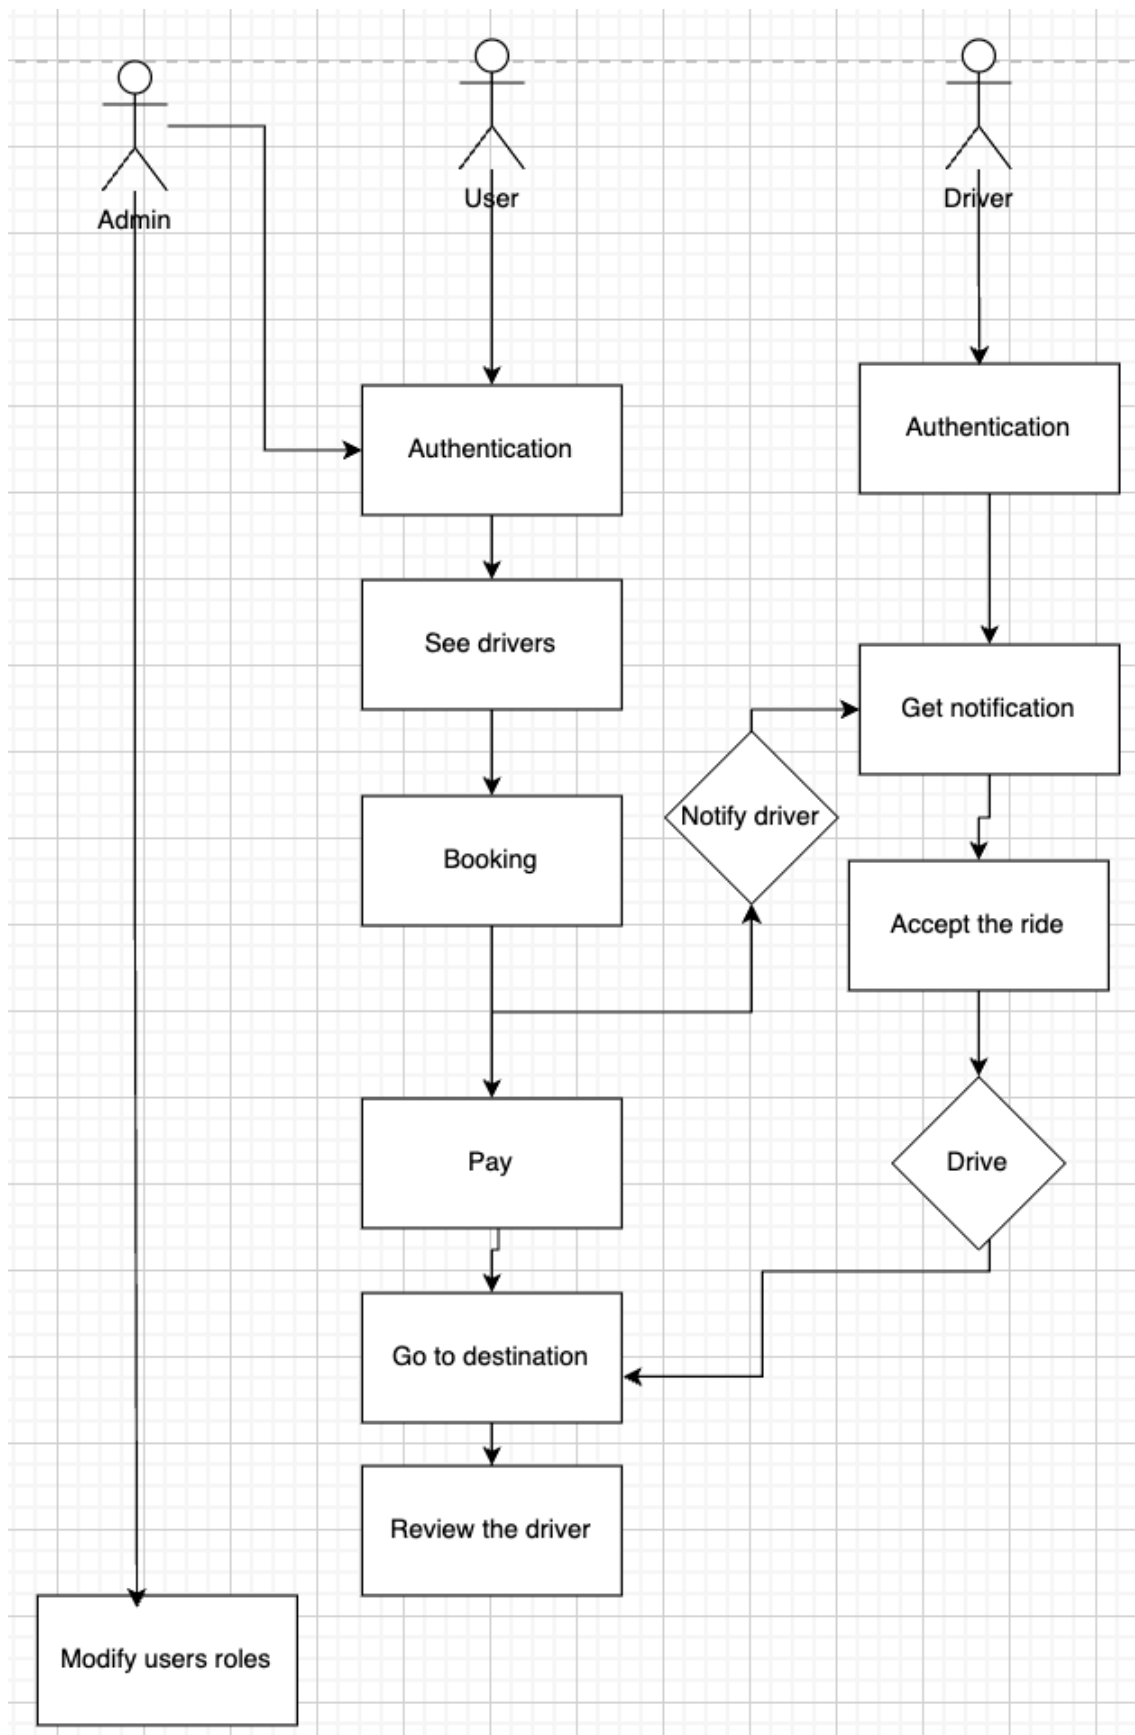 User
Driver
Admin
Authentication
Authentication
See drivers
Get notification
Notify driver
Booking
Accept the ride
Pay
Drive
Go to destination
Review the driver
Modify users roles